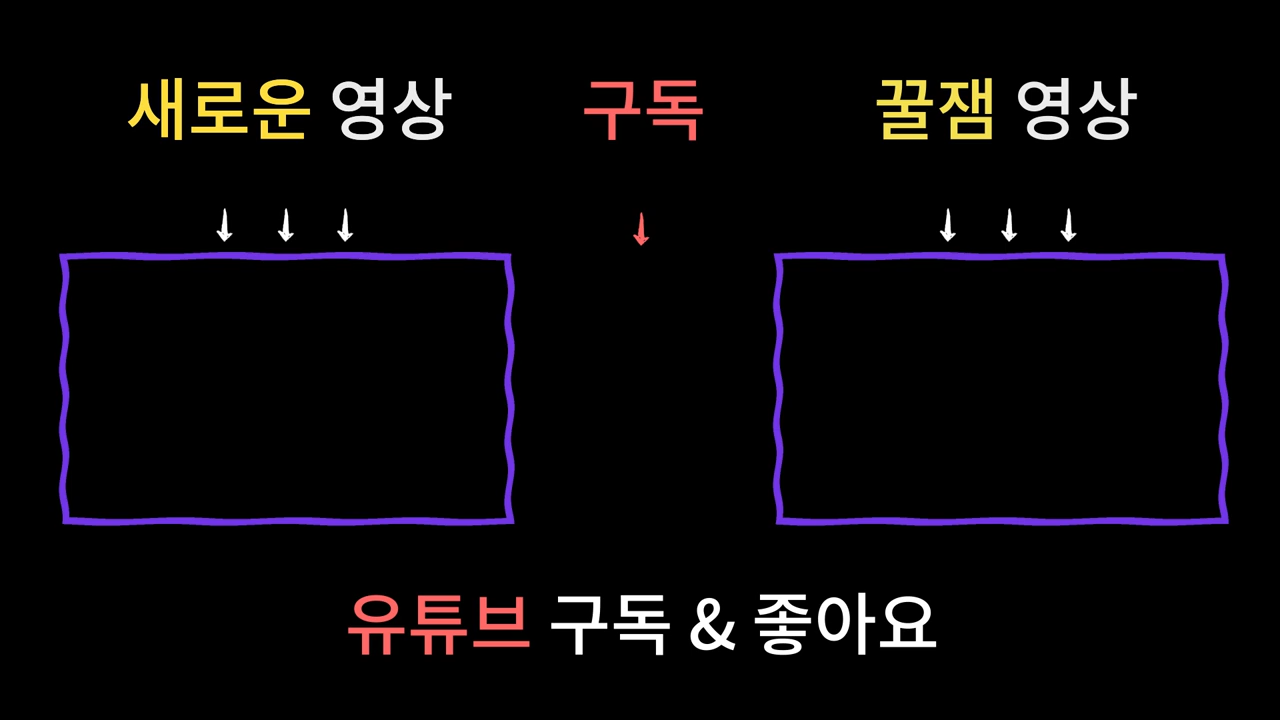 새로운 영상
구독
꿀잼 영상
유튜브 구독 & 좋아요